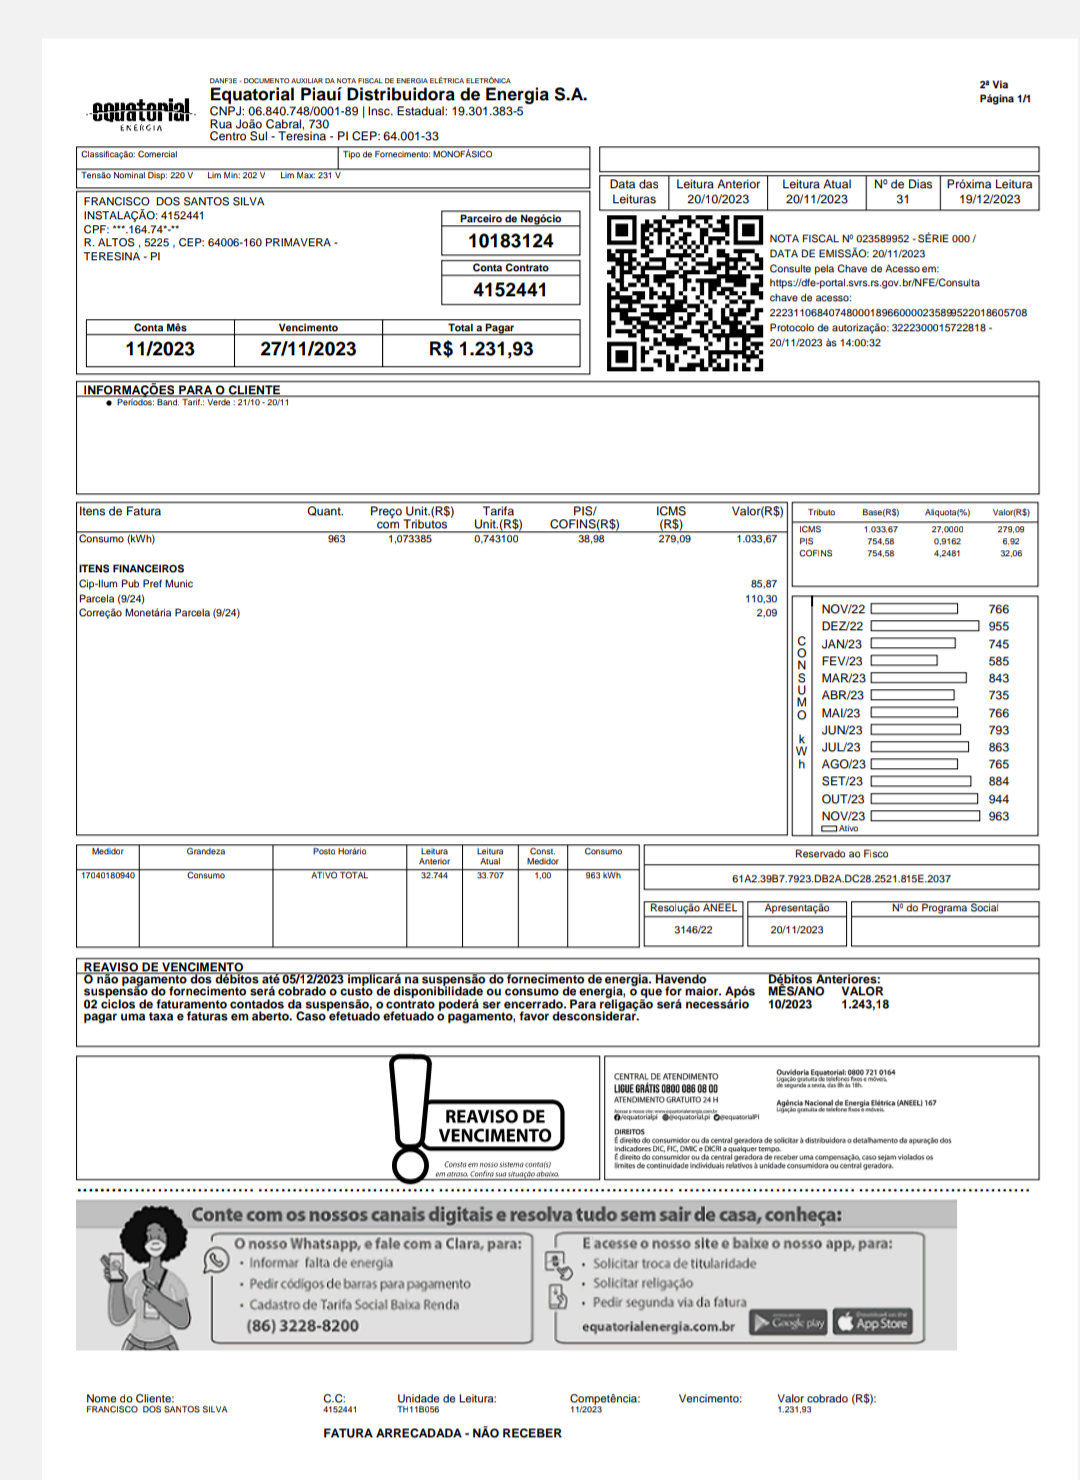 DANF3E - DOCUMENTO AUXILIAR DA NOTA FISCAL DE ENERGIA ELÉTRICA ELETRÔNICA
Equatorial Piauí Distribuidora de Energia S.A.
CNPJ: 06.840.748/0001-89 | Insc. Estadual: 19.301.383-5
Rua João Cabral, 730
Centro Sul - Teresina - PI CEP: 64.001-33
equatorial
ENERGIA
2ª Via
Página 1/1
Classificação: Comercial
Tipo de Fornecimento: MONOFÁSICO
Tensão Nominal Disp: 220 V Lim Min: 202 V Lim Max: 231 V
Data das Leituras Leitura Anterior Leitura Atual Nº de Dias Próxima Leitura
20/10/2023 20/11/2023 31 19/12/2023
FRANCISCO DOS SANTOS SILVA
INSTALAÇÃO: 4152441
CPF: ***.164.74*-**
R. ALTOS , 5225 , CEP: 64006-160 PRIMAVERA -
TERESINA - PI
Parceiro de Negócio
10183124
Conta Contrato
4152441
Conta Mês Vencimento Total a Pagar
11/2023 27/11/2023 R$ 1.231,93
NOTA FISCAL Nº 023589952 - SÉRIE 000 /
DATA DE EMISSÃO: 20/11/2023
Consulte pela Chave de Acesso em:
https://dfe-portal.svrs.rs.gov.br/NFE/Consulta
chave de acesso:
22231106840748000189660000235899522018605708
Protocolo de autorização: 3222300015722818 -
20/11/2023 às 14:00:32
INFORMAÇÕES PARA O CLIENTE
● Períodos: Band. Tarif.: Verde : 21/10 - 20/11
Itens de Fatura Quant. Preço Unit.(R$) com Tributos Tarifa Unit.(R$) PIS/ COFINS(R$) ICMS (R$) Valor(R$)
Consumo (kWh) 963 1,073385 0,743100 38,98 279,09 1.033,67
ITENS FINANCEIROS
Cip-Ilum Pub Pref Munic 85,87
Parcela (9/24) 110,30
Correção Monetária Parcela (9/24) 2,09
Tributo Base(R$) Aliquota(%) Valor(R$)
ICMS 1.033,67 27,0000 279,09
PIS 754,58 0,9162 6,92
COFINS 754,58 4,2481 32,06
CONSUMO kWh
NOV/22 766
DEZ/22 955
JAN/23 745
FEV/23 585
MAR/23 843
ABR/23 735
MAI/23 766
JUN/23 793
JUL/23 863
AGO/23 765
SET/23 884
OUT/23 944
NOV/23 963
Ativo
Medidor Grandeza Posto Horário Leitura Anterior Leitura Atual Const. Medidor Consumo
17040180940 Consumo ATIVO TOTAL 32.744 33.707 1,00 963 kWh
Reservado ao Fisco
61A2.39B7.7923.DB2A.DC28.2521.815E.2037
Resolução ANEEL Apresentação Nº do Programa Social
3146/22 20/11/2023
REAVISO DE VENCIMENTO
O não pagamento dos débitos até 05/12/2023 implicará na suspensão do fornecimento de energia. Havendo
suspensão do fornecimento será cobrado o custo de disponibilidade ou consumo de energia, o que for maior. Após
02 ciclos de faturamento contados da suspensão, o contrato poderá ser encerrado. Para religação será necessário
pagar uma taxa e faturas em aberto. Caso efetuado efetuado o pagamento, favor desconsiderar.
Débitos Anteriores:
MÊS/ANO VALOR
10/2023 1.243,18
REAVISO DE
VENCIMENTO
Consta em nosso sistema conta(s)
em atraso. Confira sua situação abaixo.
CENTRAL DE ATENDIMENTO
LIGUE GRÁTIS 0800 086 08 00
ATENDIMENTO GRATUITO 24 H
Acesse o nosso site: www.equatorialenergia.com.br
/equatorialpi @equatorial.pi @equatorialPI
Ouvidoria Equatorial: 0800 721 0164
Ligação gratuita de telefones fixos e móveis,
de segunda a sexta, das 8h às 18h.
Agência Nacional de Energia Elétrica (ANEEL) 167
Ligação gratuita de telefone fixos e móveis.
DIREITOS
É direito do consumidor ou da central geradora de solicitar à distribuidora o detalhamento da apuração dos
indicadores DIC, FIC, DMIC e DICRI a qualquer tempo.
É direito do consumidor ou da central geradora de receber uma compensação, caso sejam violados os
limites de continuidade individuais relativos à unidade consumidora ou central geradora.
Conte com os nossos canais digitais e resolva tudo sem sair de casa, conheça:
O nosso Whatsapp, e fale com a Clara, para:
• Informar falta de energia
• Pedir códigos de barras para pagamento
• Cadastro de Tarifa Social Baixa Renda
(86) 3228-8200
E acesse o nosso site e baixe o nosso app, para:
• Solicitar troca de titularidade
• Solicitar religação
• Pedir segunda via da fatura
equatorialenergia.com.br
Google play
Download on the
App Store
Nome do Cliente: C.C: Unidade de Leitura: Competência: Vencimento: Valor cobrado (R$):
FRANCISCO DOS SANTOS SILVA 4152441 TH11B056 11/2023 1.231,93
FATURA ARRECADADA - NÃO RECEBER